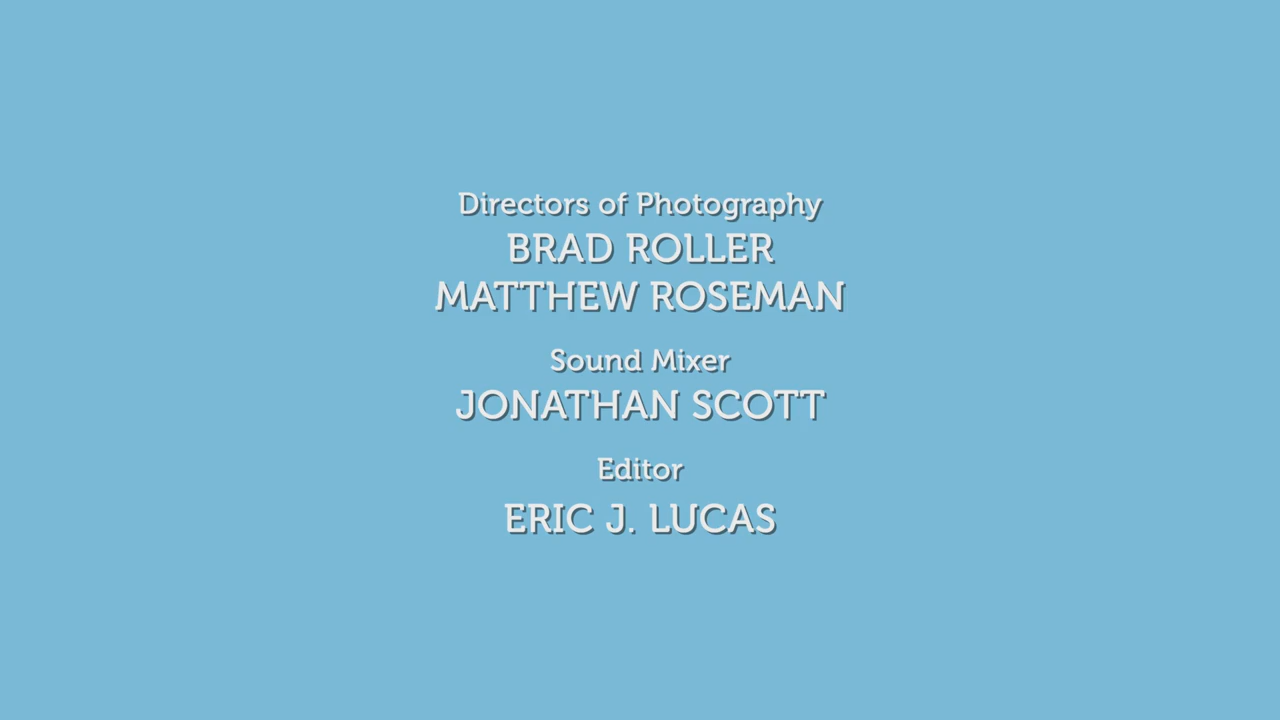 Directors of Photography
BRAD ROLLER
MATTHEW ROSEMAN
Sound Mixer
JONATHAN SCOTT
Editor
ERIC J. LUCAS